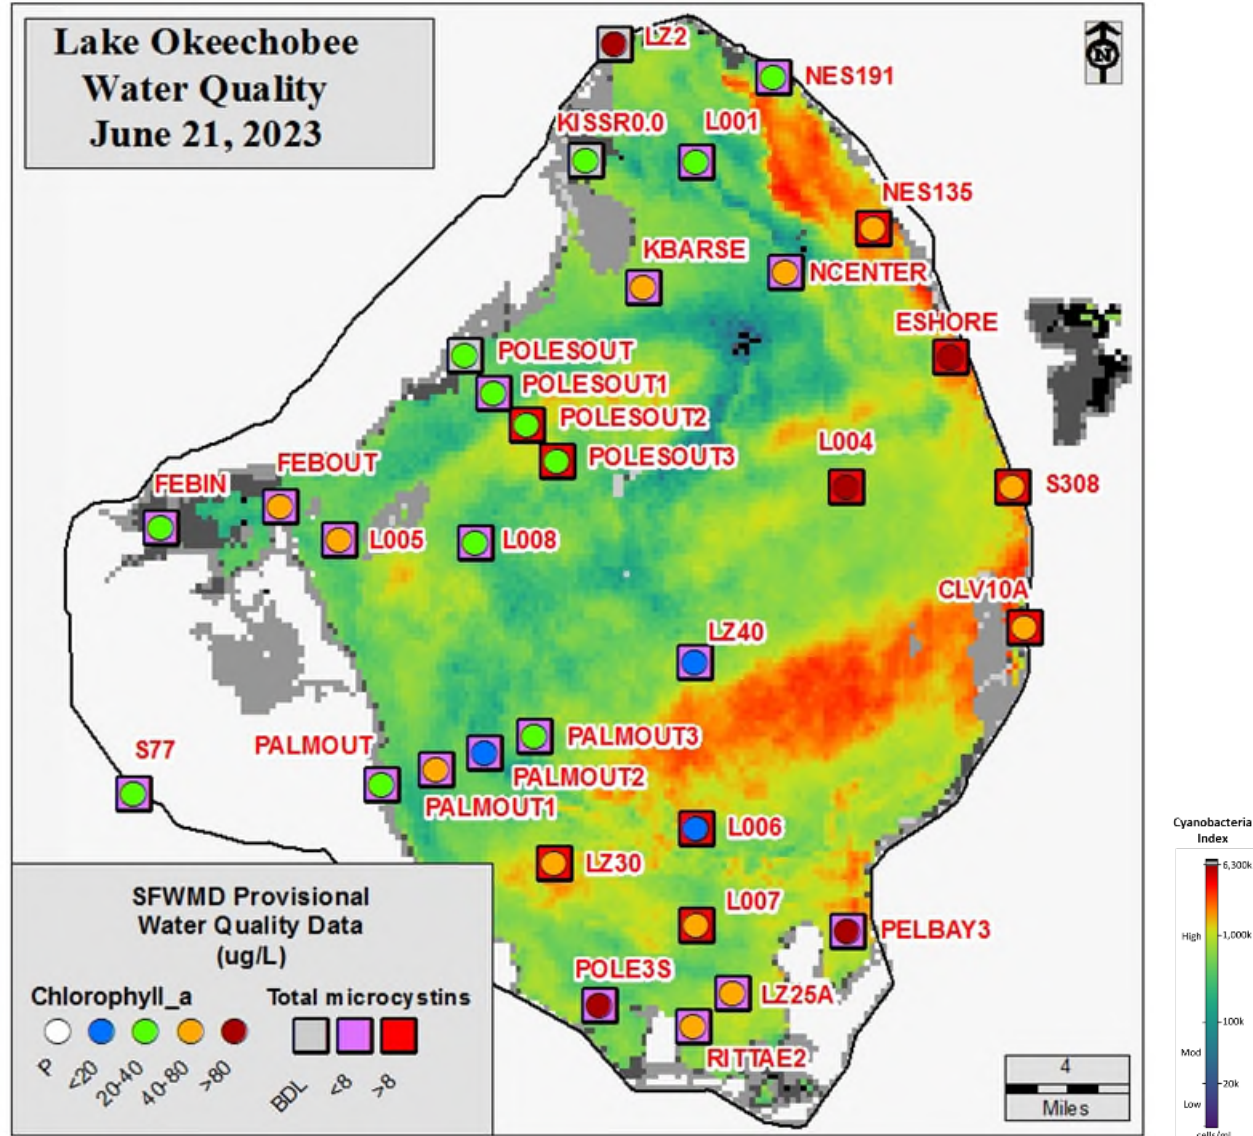 Lake Okeechobee
Water Quality
June 21, 2023
N
LZ2
NES191
KISSR0.0
L001
NES135
KBARSE
NCENTER
ESHORE
POLESOUT
POLESOUT1
POLESOUT2
POLESOUT3
L004
FEBOUT
FEBIN
S308
L005
L008
CLV10A
LZ40
PALMOUT
PALMOUT3
S77
PALMOUT2
PALMOUT1
L006
LZ30
L007
PELBAY3
POLE3S
LZ25A
RITTAE2
SFWMD Provisional
Water Quality Data
(ug/L)
Chlorophyll_a
P
<20
20-40
40-80
>80
Total microcystins
BDL
<8
>8
4
Miles
Cyanobacteria
Index
6,300k
High
1,000k
100k
Mod
20k
Low
cells/ml